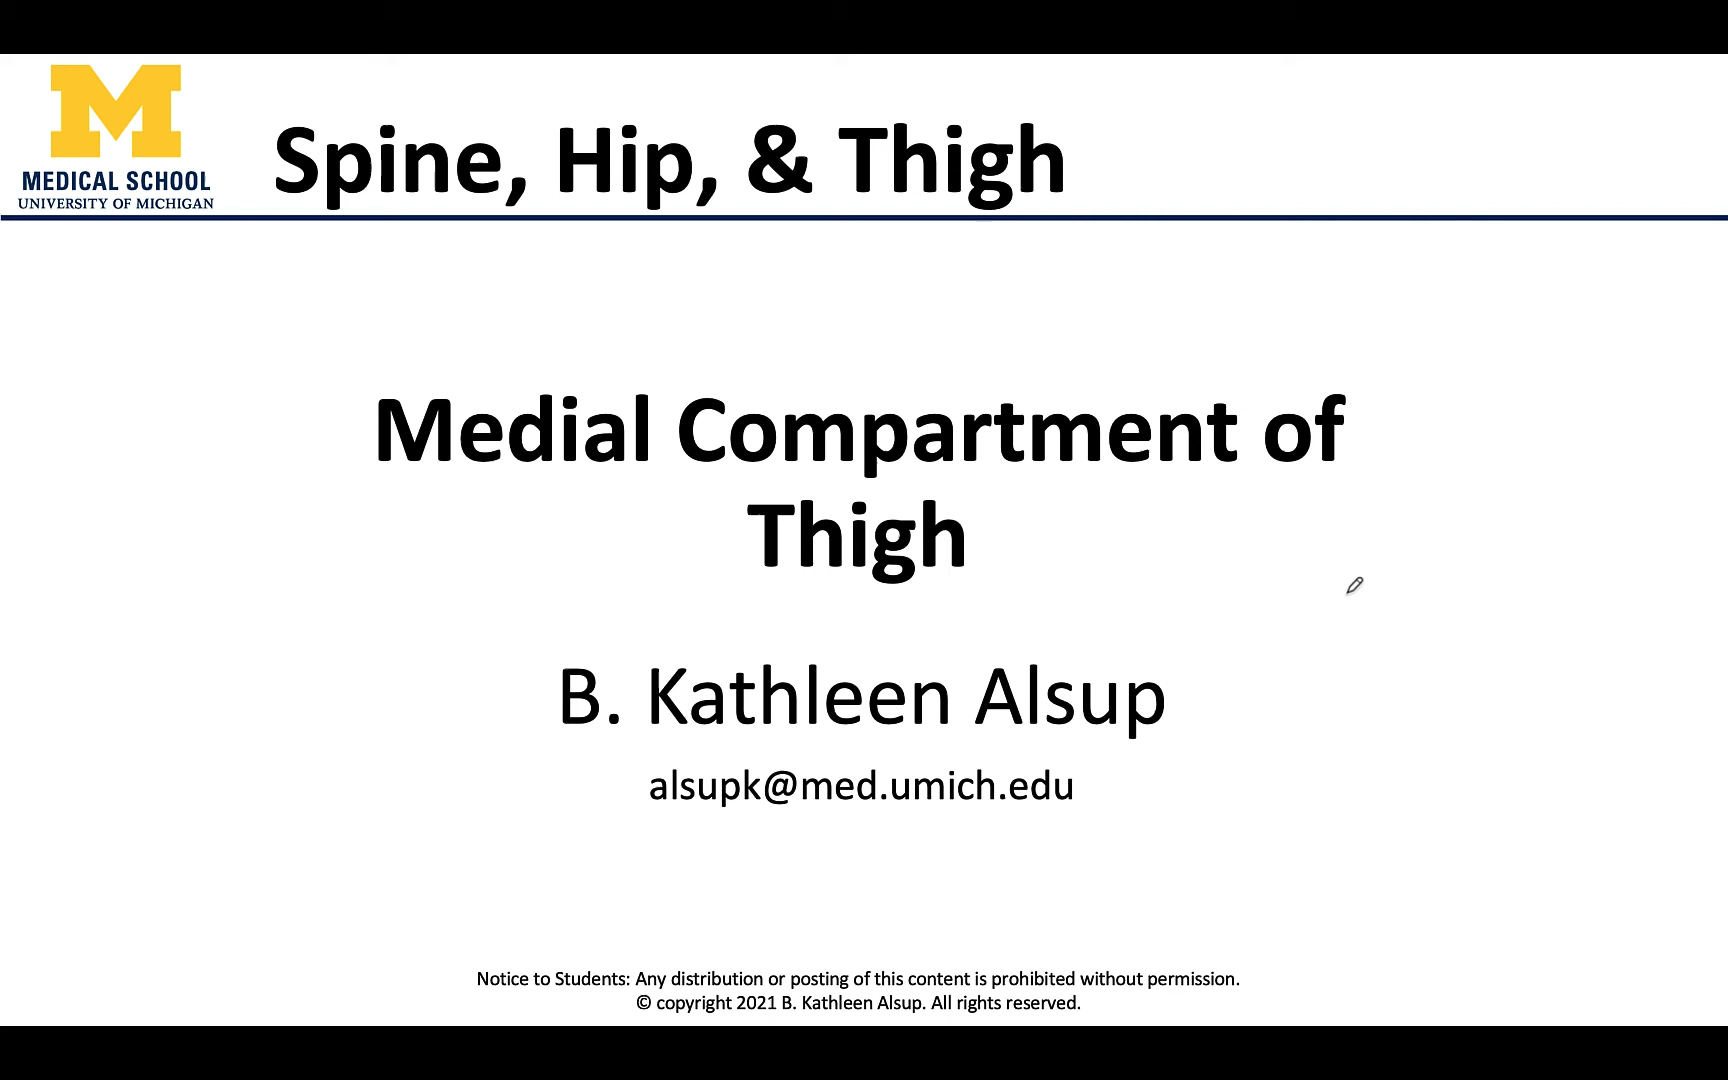 M
MEDICAL SCHOOL
UNIVERSITY OF MICHIGAN
Spine, Hip, & Thigh
Medial Compartment of
Thigh
B. Kathleen Alsup
alsupk@med.umich.edu
Notice to Students: Any distribution or posting of this content is prohibited without permission.
© copyright 2021 B. Kathleen Alsup. All rights reserved.